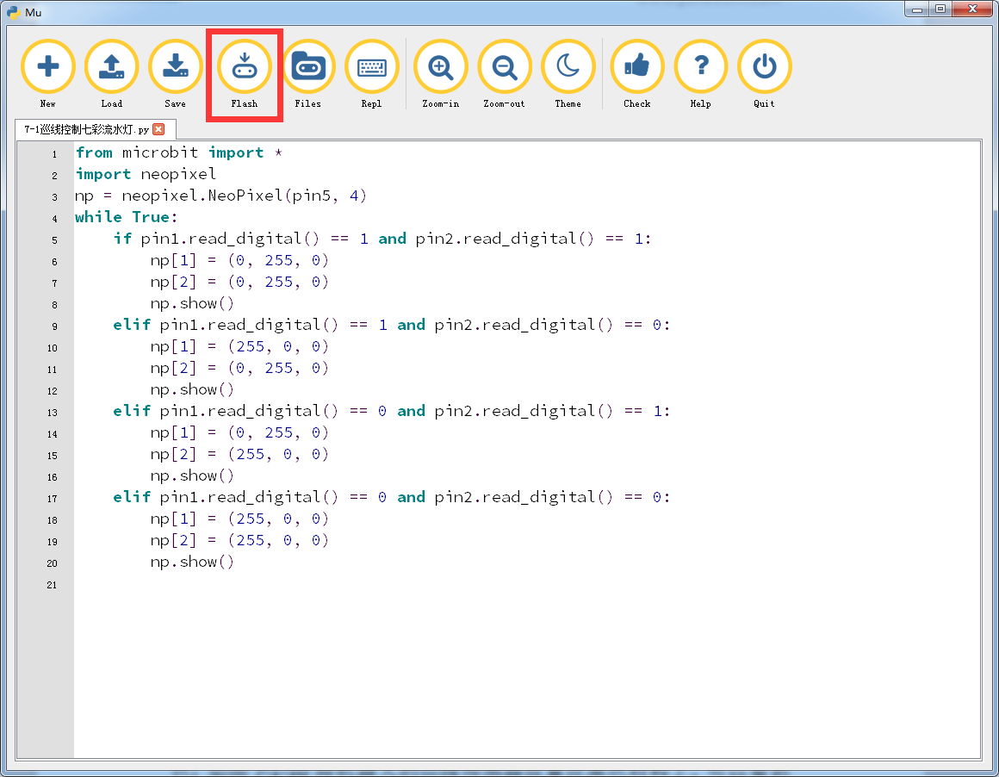 Mu
New Load Save Flash Files Repl Zoom-in Zoom-out Theme Check Help Quit
7-1巡线控制七彩流水灯.py
1 from microbit import *
2 import neopixel
3 np = neopixel.NeoPixel(pin5, 4)
4 while True:
5     if pin1.read_digital() == 1 and pin2.read_digital() == 1:
6         np[1] = (0, 255, 0)
7         np[2] = (0, 255, 0)
8         np.show()
9     elif pin1.read_digital() == 1 and pin2.read_digital() == 0:
10         np[1] = (255, 0, 0)
11         np[2] = (0, 255, 0)
12         np.show()
13     elif pin1.read_digital() == 0 and pin2.read_digital() == 1:
14         np[1] = (0, 255, 0)
15         np[2] = (255, 0, 0)
16         np.show()
17     elif pin1.read_digital() == 0 and pin2.read_digital() == 0:
18         np[1] = (255, 0, 0)
19         np[2] = (255, 0, 0)
20         np.show()
21